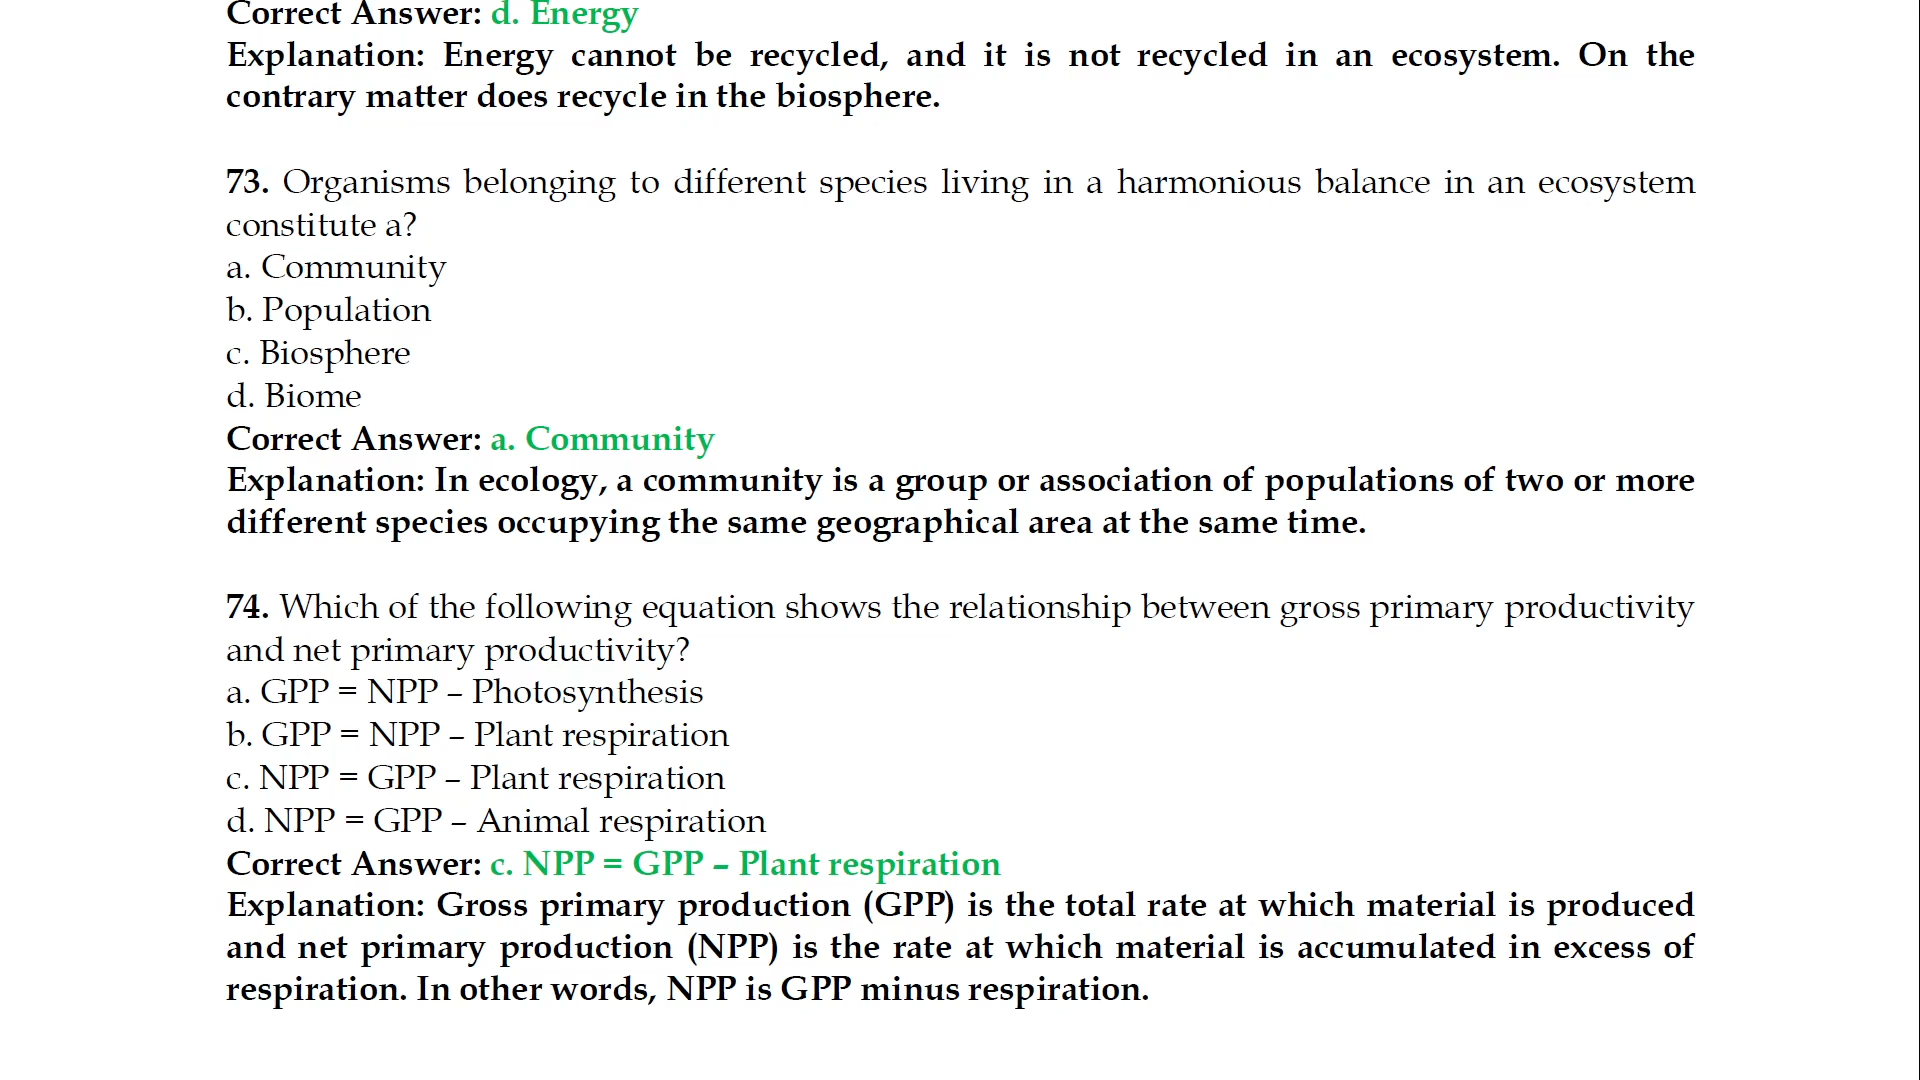 Correct Answer: d. Energy
Explanation: Energy cannot be recycled, and it is not recycled in an ecosystem. On the
contrary matter does recycle in the biosphere.
73. Organisms belonging to different species living in a harmonious balance in an ecosystem
constitute a?
a. Community
b. Population
c. Biosphere
d. Biome
Correct Answer: a. Community
Explanation: In ecology, a community is a group or association of populations of two or more
different species occupying the same geographical area at the same time.
74. Which of the following equation shows the relationship between gross primary productivity
and net primary productivity?
a. GPP = NPP – Photosynthesis
b. GPP = NPP – Plant respiration
c. NPP = GPP – Plant respiration
d. NPP = GPP – Animal respiration
Correct Answer: c. NPP = GPP – Plant respiration
Explanation: Gross primary production (GPP) is the total rate at which material is produced
and net primary production (NPP) is the rate at which material is accumulated in excess of
respiration. In other words, NPP is GPP minus respiration.